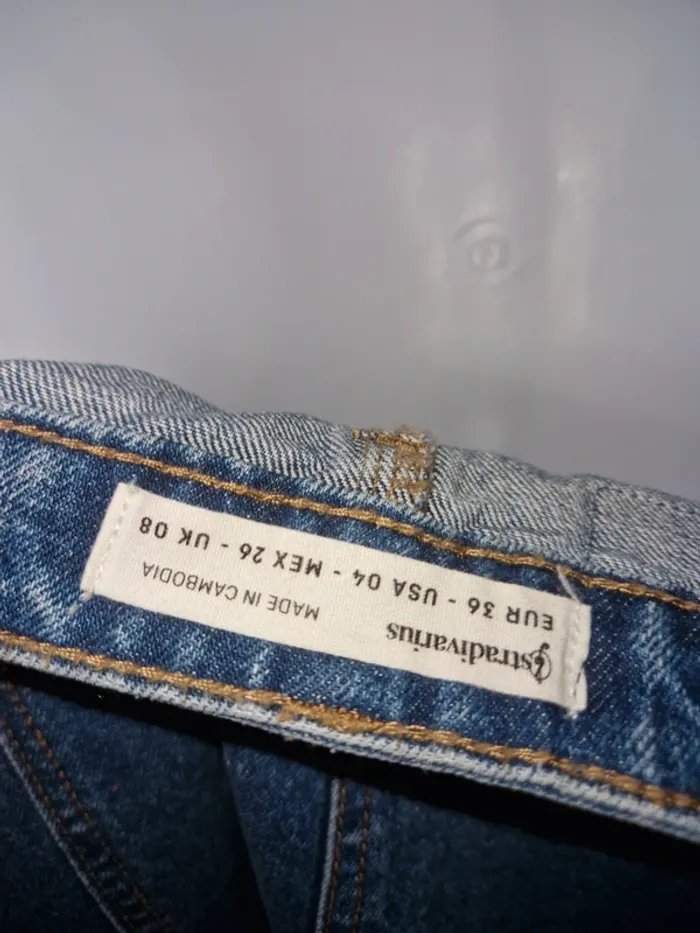 stradivarius
MADE IN CAMBODIA
EUR 36 - USA 04 - MEX 26 - UK 08